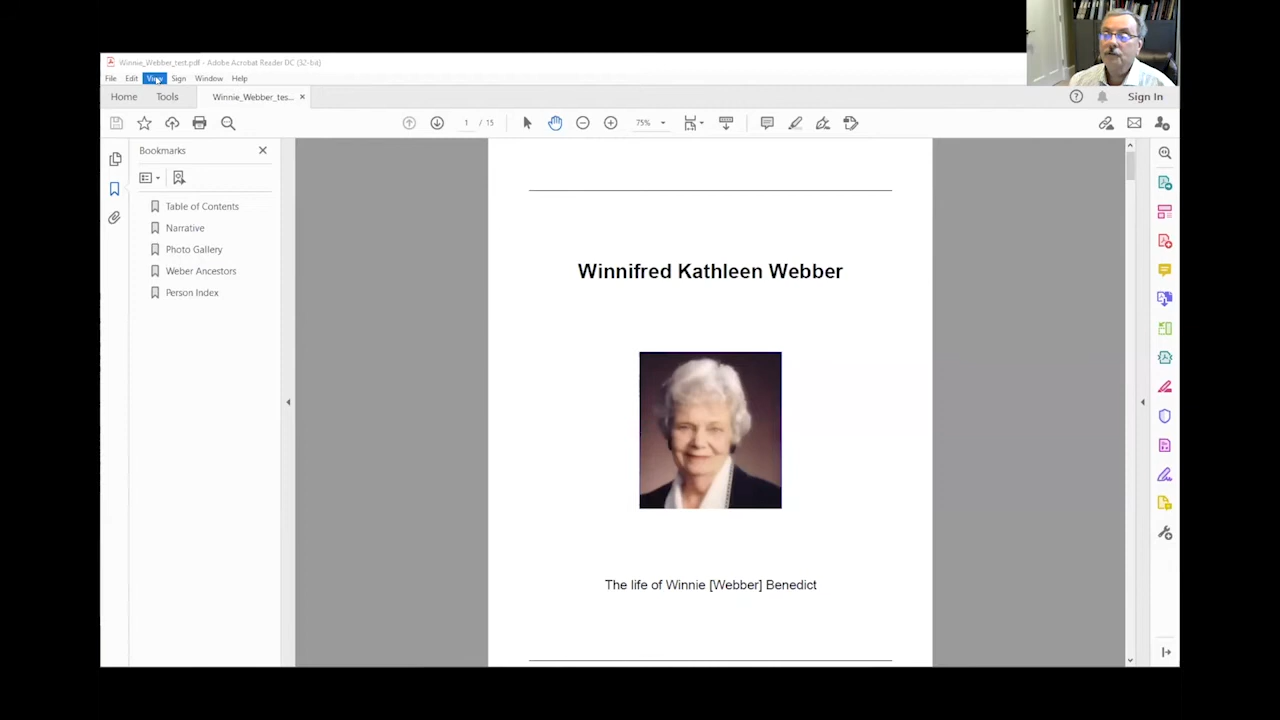 Winnie_Webber_test.pdf - Adobe Acrobat Reader DC (32-bit)
File Edit View Sign Window Help
Home Tools Winnie_Webber_tes... × Sign In
1 / 15 75%
Bookmarks
Table of Contents
Narrative
Photo Gallery
Weber Ancestors
Person Index
Winnifred Kathleen Webber
The life of Winnie [Webber] Benedict